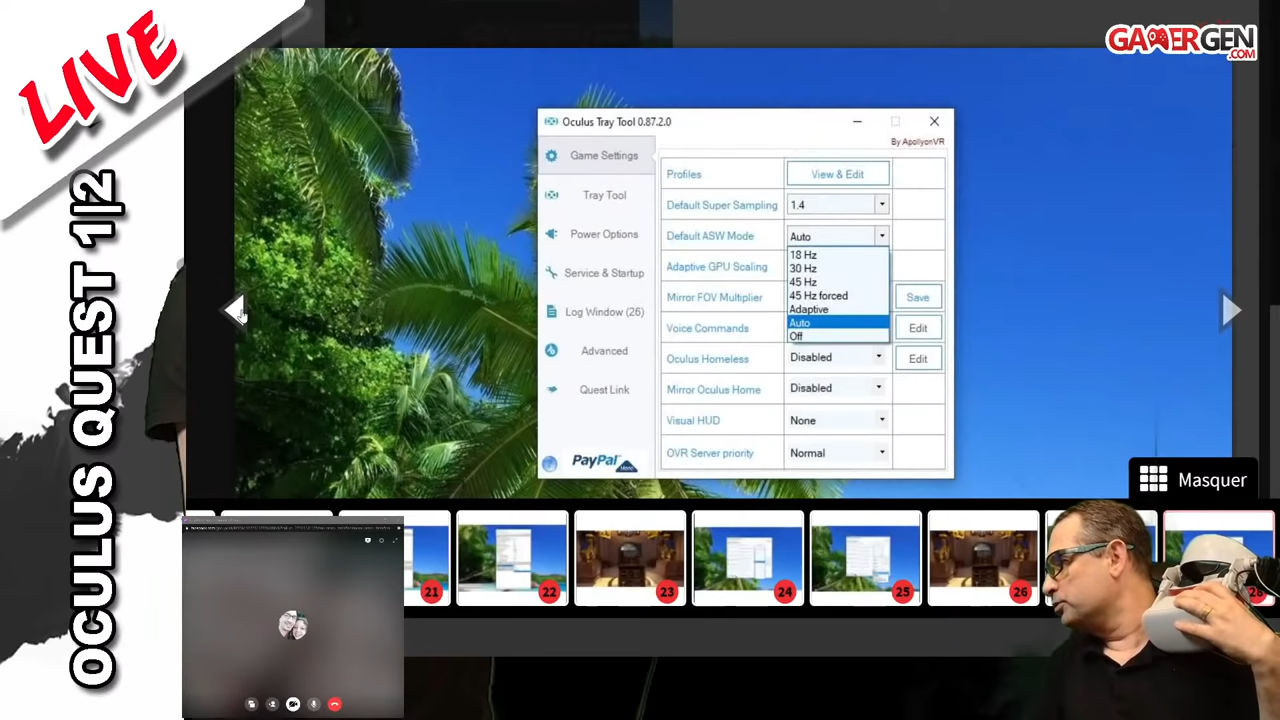 LIVE
OCULUS QUEST 1|2
GAMERGEN
.COM
Oculus Tray Tool 0.87.2.0
By ApollyonVR
Game Settings
Tray Tool
Power Options
Service & Startup
Log Window (26)
Advanced
Quest Link
PayPal
Profiles
View & Edit
Default Super Sampling
1.4
Default ASW Mode
Auto
18 Hz
30 Hz
45 Hz
45 Hz forced
Adaptive
Auto
Off
Adaptive GPU Scaling
Mirror FOV Multiplier
Save
Voice Commands
Edit
Oculus Homeless
Disabled
Edit
Mirror Oculus Home
Disabled
Visual HUD
None
OVR Server priority
Normal
Masquer
21
22
23
24
25
26
28